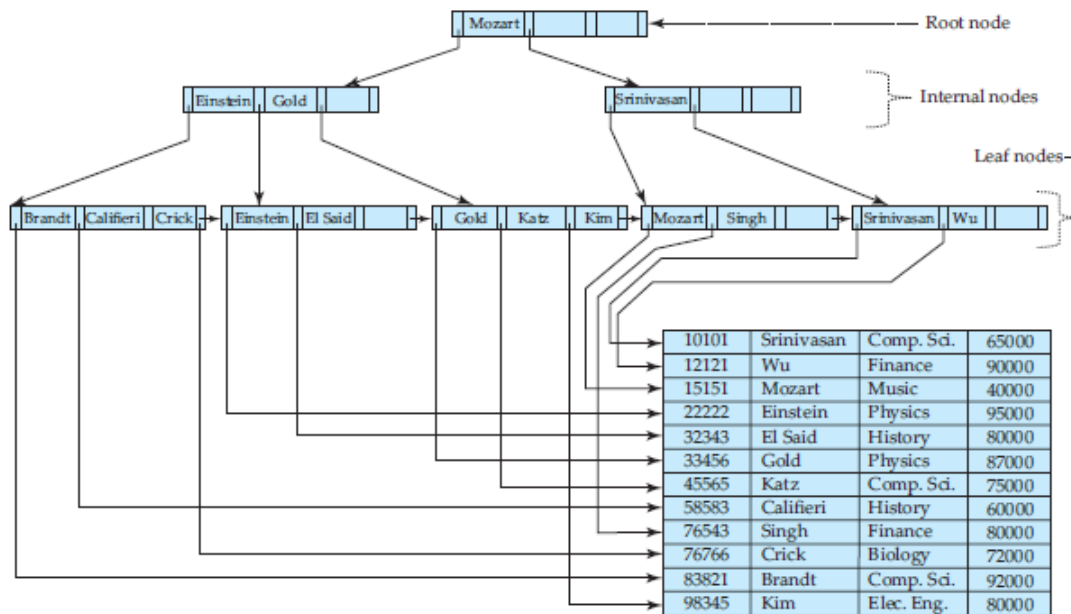 Mozart
Root node
Einstein Gold
Srinivasan
Internal nodes
Leaf nodes
Brandt Califieri Crick Einstein El Said Gold Katz Kim Mozart Singh Srinivasan Wu
10101 Srinivasan Comp. Sci. 65000
12121 Wu Finance 90000
15151 Mozart Music 40000
22222 Einstein Physics 95000
32343 El Said History 80000
33456 Gold Physics 87000
45565 Katz Comp. Sci. 75000
58583 Califieri History 60000
76543 Singh Finance 80000
76766 Crick Biology 72000
83821 Brandt Comp. Sci. 92000
98345 Kim Elec. Eng. 80000